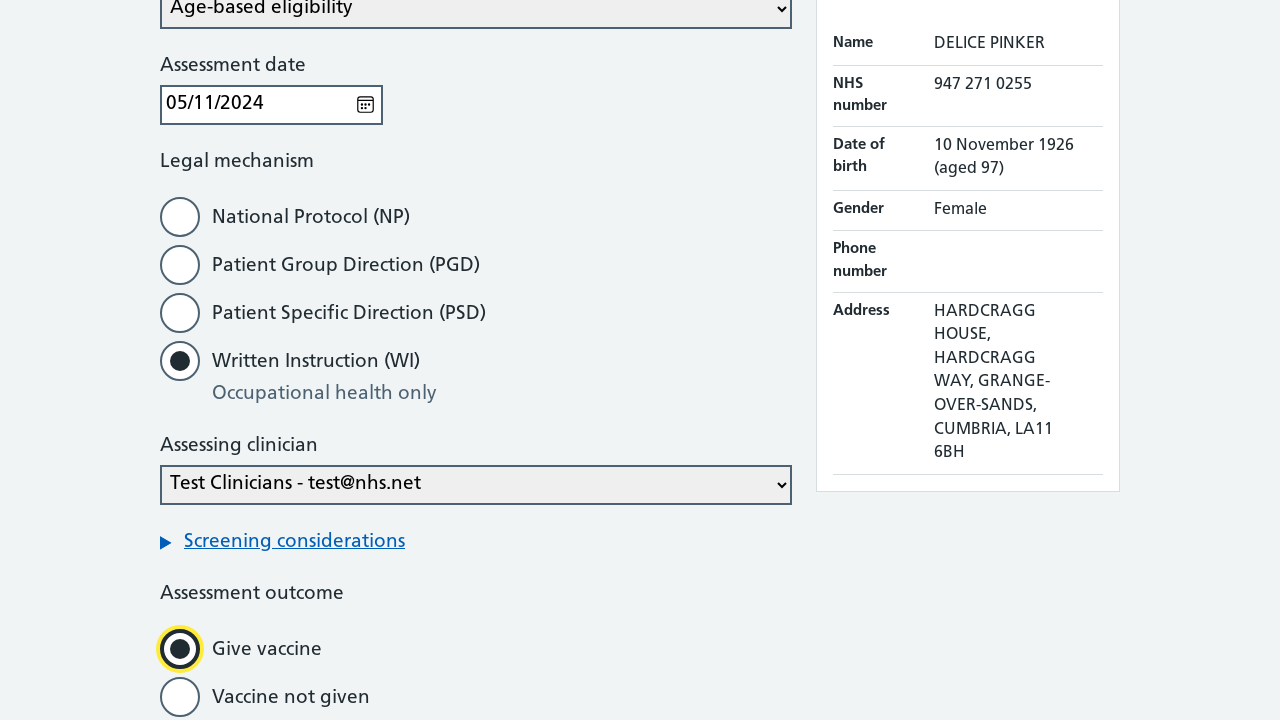 Age-based eligibility
Assessment date
05/11/2024
Legal mechanism
National Protocol (NP)
Patient Group Direction (PGD)
Patient Specific Direction (PSD)
Written Instruction (WI)
Occupational health only
Assessing clinician
Test Clinicians - test@nhs.net
Screening considerations
Assessment outcome
Give vaccine
Vaccine not given
Name DELICE PINKER
NHS number 947 271 0255
Date of birth 10 November 1926 (aged 97)
Gender Female
Phone number
Address HARDCRAGG
HOUSE,
HARDCRAGG
WAY, GRANGE-
OVER-SANDS,
CUMBRIA, LA11
6BH